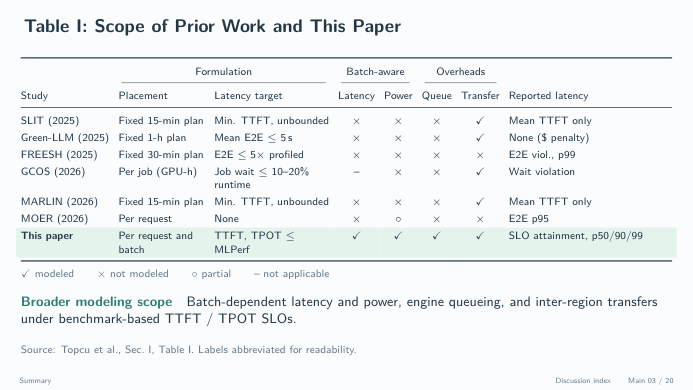 Table I: Scope of Prior Work and This Paper
Formulation Batch-aware Overheads
Study Placement Latency target Latency Power Queue Transfer Reported latency
SLIT (2025) Fixed 15-min plan Min. TTFT, unbounded × × × ✓ Mean TTFT only
Green-LLM (2025) Fixed 1-h plan Mean E2E ≤ 5 s × × × ✓ None ($ penalty)
FREESH (2025) Fixed 30-min plan E2E ≤ 5× profiled × × × × E2E viol., p99
GCOS (2026) Per job (GPU-h) Job wait ≤ 10–20% – × × ✓ Wait violation
runtime
MARLIN (2026) Fixed 15-min plan Min. TTFT, unbounded × × × ✓ Mean TTFT only
MOER (2026) Per request None × ○ × × E2E p95
This paper Per request and TTFT, TPOT ≤ ✓ ✓ ✓ ✓ SLO attainment, p50/90/99
batch MLPerf
✓ modeled × not modeled ○ partial – not applicable
Broader modeling scope Batch-dependent latency and power, engine queueing, and inter-region transfers
under benchmark-based TTFT / TPOT SLOs.
Source: Topcu et al., Sec. I, Table I. Labels abbreviated for readability.
Summary Discussion index Main 03 / 20